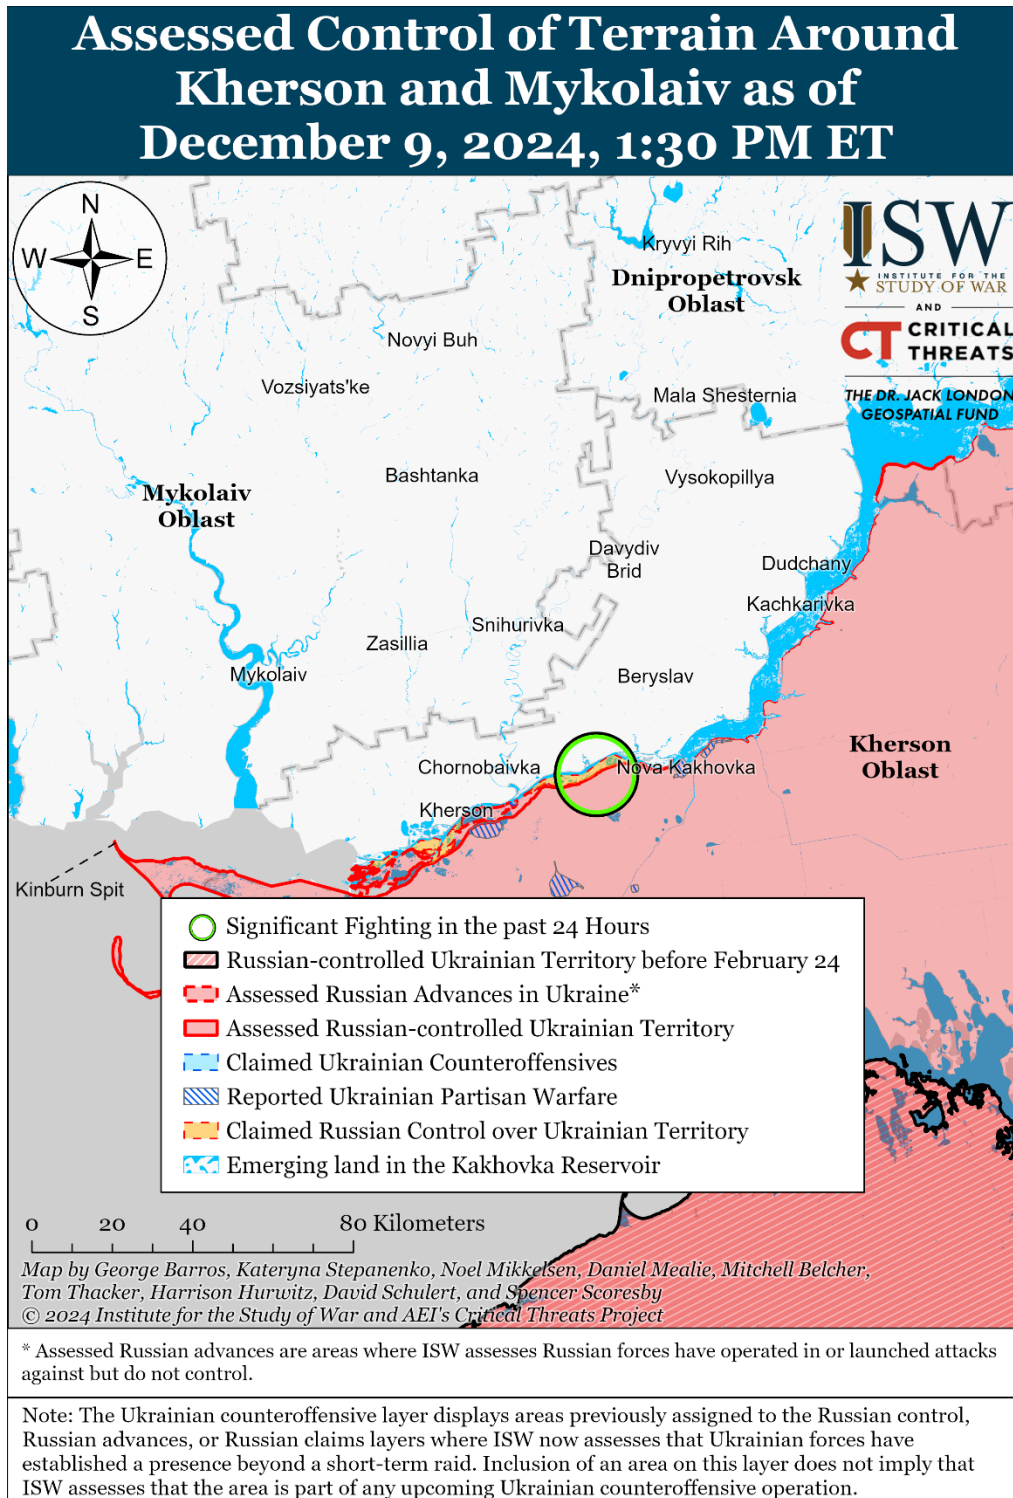 Assessed Control of Terrain Around
Kherson and Mykolaiv as of
December 9, 2024, 1:30 PM ET
N
W E
S
ISW
INSTITUTE FOR THE
STUDY OF WAR
AND
CT CRITICAL
THREATS
THE DR. JACK LONDON
GEOSPATIAL FUND
Kryvyi Rih
Dnipropetrovsk
Oblast
Novyi Buh
Vozsiyats'ke
Mala Shesternia
Bashtanka
Vysokopillya
Mykolaiv
Oblast
Davydiv
Brid
Dudchany
Kachkarivka
Snihurivka
Zasillia
Mykolaiv
Beryslav
Kherson
Oblast
Chornobaivka
Nova Kakhovka
Kherson
Kinburn Spit
Significant Fighting in the past 24 Hours
Russian-controlled Ukrainian Territory before February 24
Assessed Russian Advances in Ukraine*
Assessed Russian-controlled Ukrainian Territory
Claimed Ukrainian Counteroffensives
Reported Ukrainian Partisan Warfare
Claimed Russian Control over Ukrainian Territory
Emerging land in the Kakhovka Reservoir
0 20 40 80 Kilometers
Map by George Barros, Kateryna Stepanenko, Noel Mikkelsen, Daniel Mealie, Mitchell Belcher,
Tom Thacker, Harrison Hurwitz, David Schulert, and Spencer Scoresby
© 2024 Institute for the Study of War and AEI's Critical Threats Project
* Assessed Russian advances are areas where ISW assesses Russian forces have operated in or launched attacks
against but do not control.
Note: The Ukrainian counteroffensive layer displays areas previously assigned to the Russian control,
Russian advances, or Russian claims layers where ISW now assesses that Ukrainian forces have
established a presence beyond a short-term raid. Inclusion of an area on this layer does not imply that
ISW assesses that the area is part of any upcoming Ukrainian counteroffensive operation.